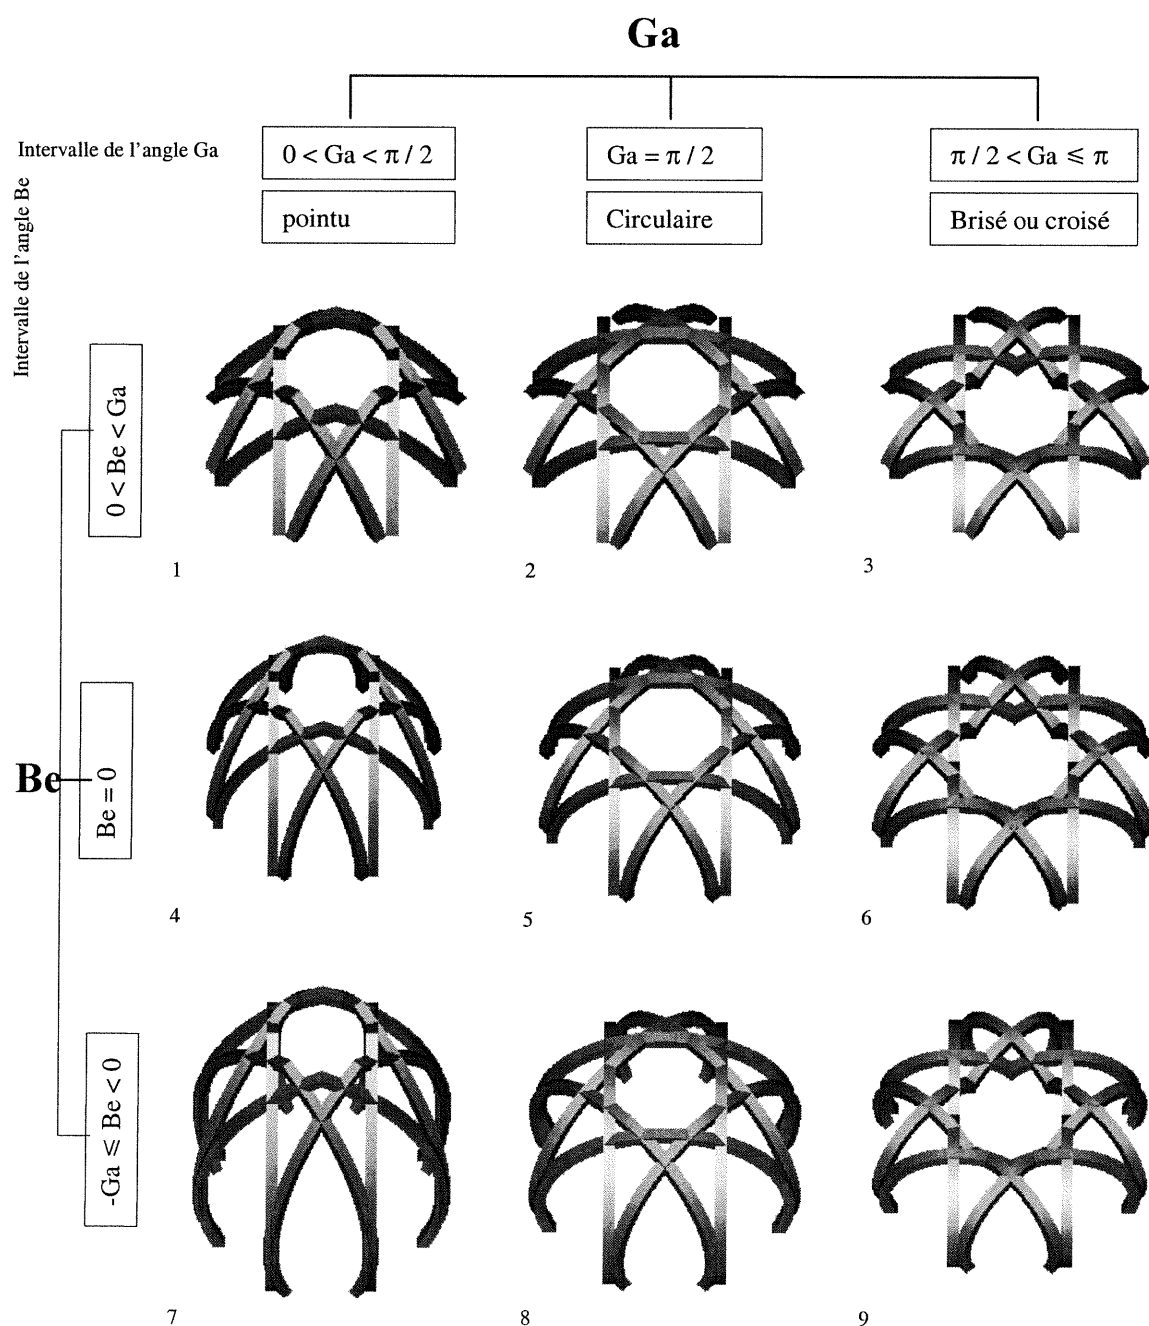 Ga
Intervalle de l'angle Ga
0 < Ga < π / 2
Ga = π / 2
π / 2 < Ga ⩽ π
pointu
Circulaire
Brisé ou croisé
Intervalle de l'angle Be
0 < Be < Ga
1
2
3
Be
Be = 0
4
5
6
-Ga ⩽ Be < 0
7
8
9